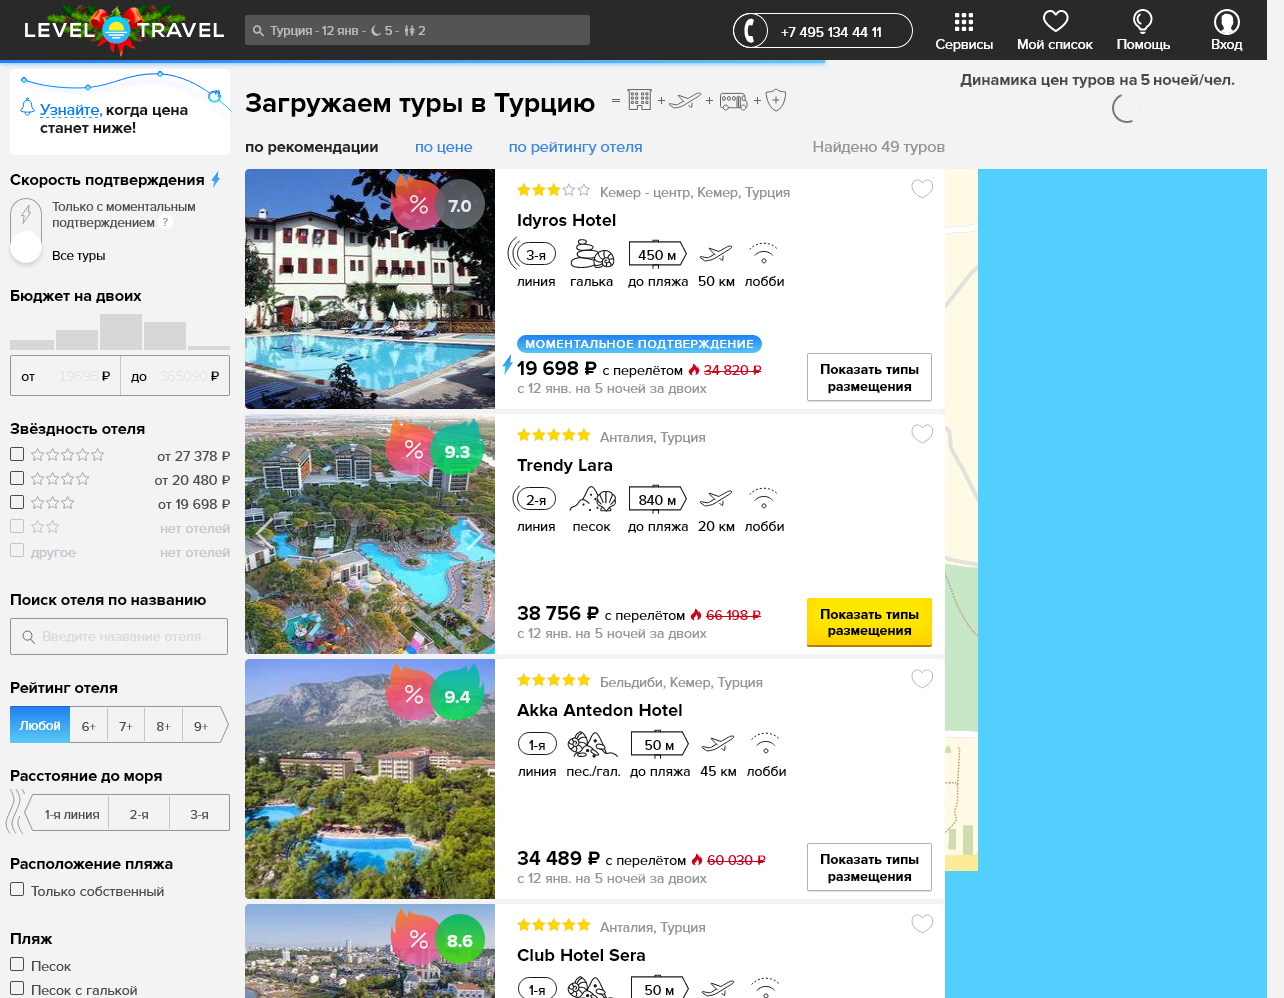 LEVEL TRAVEL
Турция - 12 янв - 5 - 2
+7 495 134 44 11
Сервисы
Мой список
Помощь
Вход
Узнайте, когда цена
станет ниже!
Скорость подтверждения
Только с моментальным
подтверждением ?
Все туры
Бюджет на двоих
от 19698 ₽ до 365090 ₽
Звёздность отеля
от 27 378 ₽
от 20 480 ₽
от 19 698 ₽
нет отелей
другое нет отелей
Поиск отеля по названию
Введите название отеля
Рейтинг отеля
Любой 6+ 7+ 8+ 9+
Расстояние до моря
1-я линия 2-я 3-я
Расположение пляжа
Только собственный
Пляж
Песок
Песок с галькой
Загружаем туры в Турцию = + + +
по рекомендации по цене по рейтингу отеля Найдено 49 туров
% 7.0
Кемер - центр, Кемер, Турция
Idyros Hotel
3-я 450 м
линия галька до пляжа 50 км лобби
МОМЕНТАЛЬНОЕ ПОДТВЕРЖДЕНИЕ
19 698 ₽ с перелётом 34 820 ₽
с 12 янв. на 5 ночей за двоих
Показать типы
размещения
% 9.3
Анталия, Турция
Trendy Lara
2-я 840 м
линия песок до пляжа 20 км лобби
38 756 ₽ с перелётом 66 198 ₽
с 12 янв. на 5 ночей за двоих
Показать типы
размещения
% 9.4
Бельдиби, Кемер, Турция
Akka Antedon Hotel
1-я 50 м
линия пес./гал. до пляжа 45 км лобби
34 489 ₽ с перелётом 60 030 ₽
с 12 янв. на 5 ночей за двоих
Показать типы
размещения
% 8.6
Анталия, Турция
Club Hotel Sera
1-я 50 м
Динамика цен туров на 5 ночей/чел.